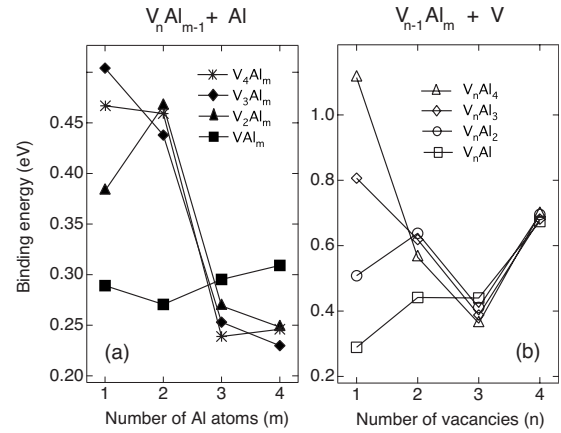 VₙAlₘ₋₁+ Al
Vₙ₋₁Alₘ + V
Binding energy (eV)
0.45
0.40
0.35
0.30
0.25
0.20
V₄Alₘ
V₃Alₘ
V₂Alₘ
VAlₘ
(a)
1 2 3 4
Number of Al atoms (m)
1.0
0.8
0.6
0.4
0.2
VₙAl₄
VₙAl₃
VₙAl₂
VₙAl
(b)
1 2 3 4
Number of vacancies (n)